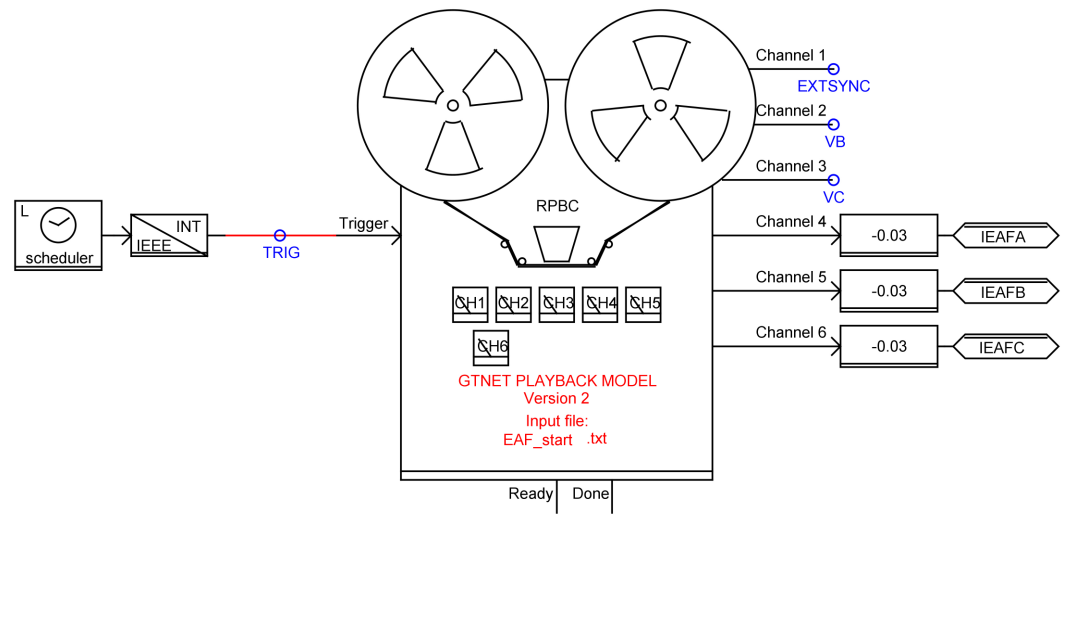 Channel 1
EXTSYNC
Channel 2
VB
Channel 3
VC
L
scheduler
INT
IEEE
TRIG
Trigger
RPBC
Channel 4
-0.03
IEAFA
Channel 5
-0.03
IEAFB
Channel 6
-0.03
IEAFC
CH1 CH2 CH3 CH4 CH5
CH6
GTNET PLAYBACK MODEL
Version 2
Input file:
EAF_start .txt
Ready Done